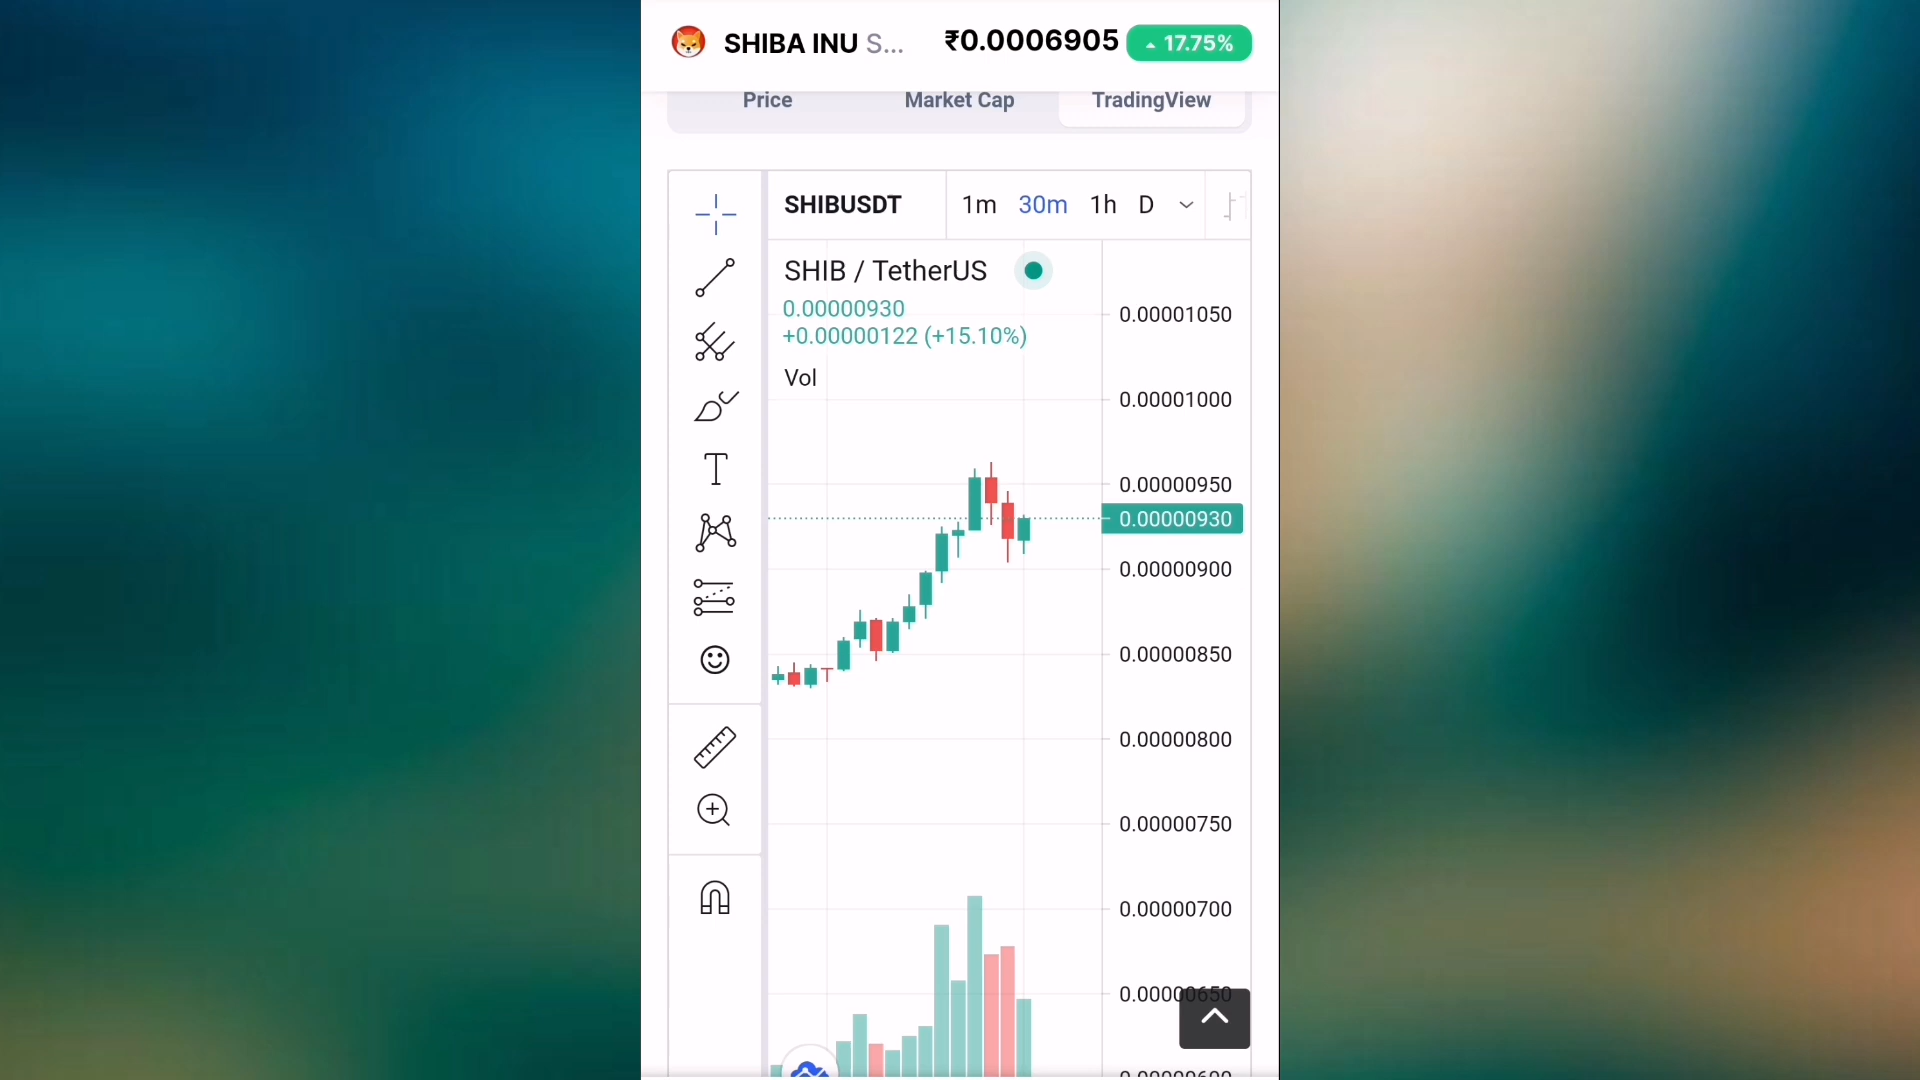 SHIBA INU S... ₹0.0006905 17.75%
Price Market Cap TradingView
SHIBUSDT 1m 30m 1h D
SHIB / TetherUS
0.00000930
+0.00000122 (+15.10%)
Vol
0.00001050
0.00001000
0.00000950
0.00000930
0.00000900
0.00000850
0.00000800
0.00000750
0.00000700
0.00000650